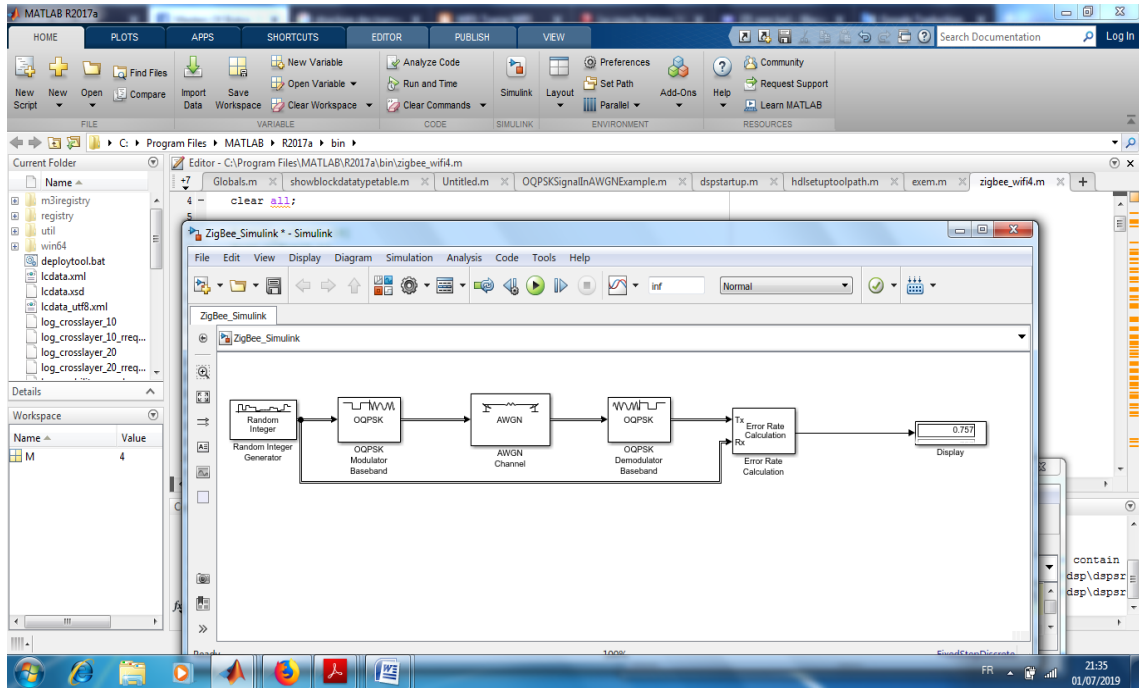 MATLAB R2017a
HOME PLOTS APPS SHORTCUTS EDITOR PUBLISH VIEW Search Documentation Log In
New Script New Open Find Files Compare Import Data Save Workspace New Variable Open Variable Clear Workspace Analyze Code Run and Time Clear Commands Simulink Layout Preferences Set Path Parallel Add-Ons Help Community Request Support Learn MATLAB
FILE VARIABLE CODE SIMULINK ENVIRONMENT RESOURCES
C: Program Files MATLAB R2017a bin
Current Folder
Name
m3iregistry
registry
util
win64
deploytool.bat
lcdata.xml
lcdata.xsd
lcdata_utf8.xml
log_crosslayer_10
log_crosslayer_10_rreq...
log_crosslayer_20
log_crosslayer_20_rreq...
Details
Workspace
Name Value
M 4
Editor - C:\Program Files\MATLAB\R2017a\bin\zigbee_wifi4.m
+7 Globals.m showblockdatatypetable.m Untitled.m OQPSKSignalInAWGNExample.m dspstartup.m hdlsetuptoolpath.m exem.m zigbee_wifi4.m
4 - clear all;
5
ZigBee_Simulink * - Simulink
File Edit View Display Diagram Simulation Analysis Code Tools Help
inf Normal
ZigBee_Simulink
ZigBee_Simulink
Random
Integer
Random Integer
Generator
OQPSK
OQPSK
Modulator
Baseband
AWGN
AWGN
Channel
OQPSK
OQPSK
Demodulator
Baseband
Tx
Rx
Error Rate
Calculation
Error Rate
Calculation
0.757
Display
Ready 100% FixedStepDiscrete
contain
dsp\dspsr
dsp\dspsr
fx
FR 21:35
01/07/2019